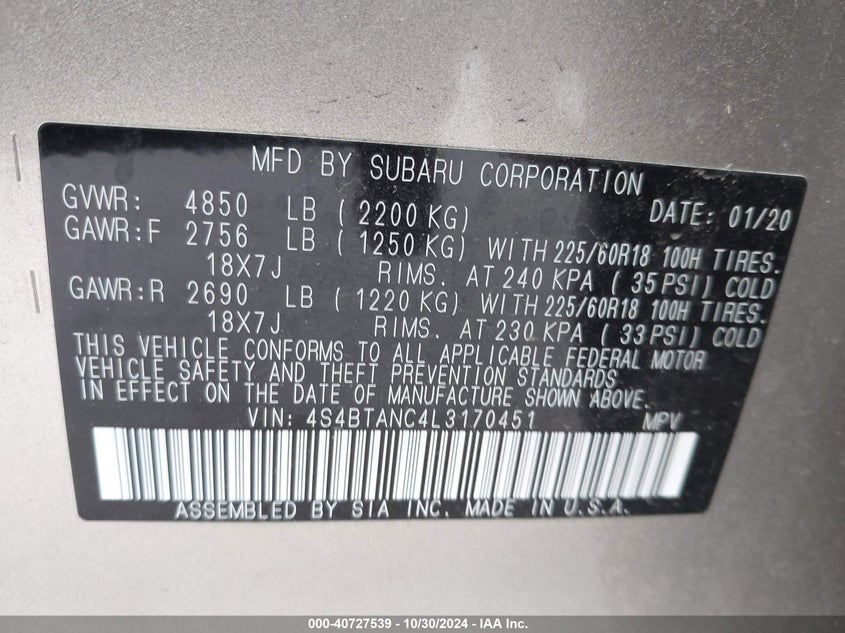 MFD BY SUBARU CORPORATION
GVWR: 4850 LB ( 2200 KG) DATE: 01/20
GAWR:F 2756 LB ( 1250 KG) WITH 225/60R18 100H TIRES.
18X7J RIMS. AT 240 KPA ( 35 PSI) COLD
GAWR:R 2690 LB ( 1220 KG) WITH 225/60R18 100H TIRES.
18X7J RIMS. AT 230 KPA ( 33 PSI) COLD
THIS VEHICLE CONFORMS TO ALL APPLICABLE FEDERAL MOTOR
VEHICLE SAFETY AND THEFT PREVENTION STANDARDS
IN EFFECT ON THE DATE OF MANUFACTURE SHOWN ABOVE.
VIN: 4S4BTANC4L3170451 MPV
ASSEMBLED BY SIA INC. MADE IN U.S.A.
000-40727539 - 10/30/2024 - IAA Inc.